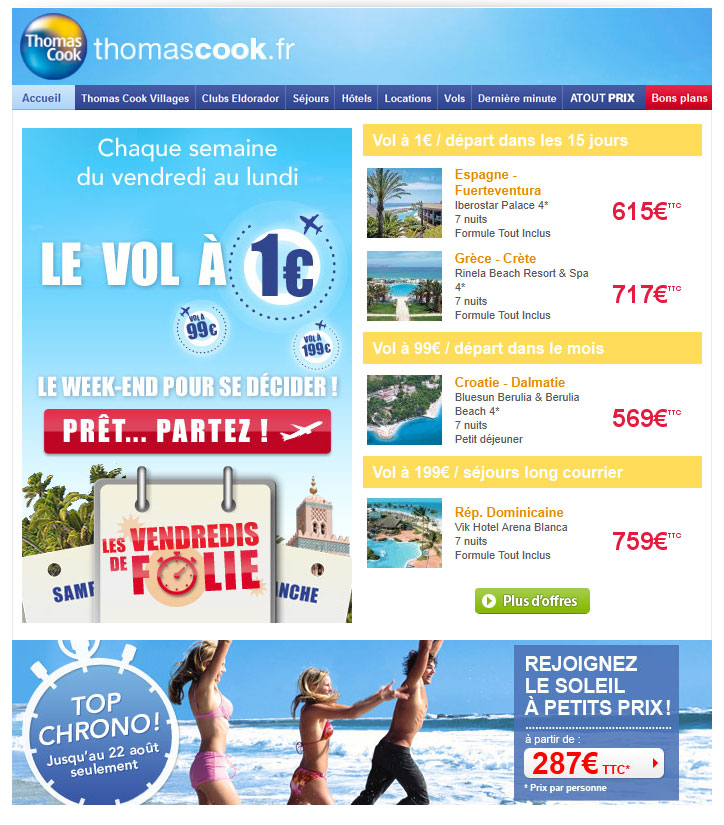 Thomas
Cook
thomascook.fr
Accueil
Thomas Cook Villages
Clubs Eldorador
Séjours
Hôtels
Locations
Vols
Dernière minute
ATOUT PRIX
Bons plans
Chaque semaine
du vendredi au lundi
LE VOL À 1€
VOL À
99€
VOL À
199€
LE WEEK-END POUR SE DÉCIDER !
PRÊT... PARTEZ !
LES VENDREDIS
DE FOLIE
SAM
ANCHE
Vol à 1€ / départ dans les 15 jours
Espagne -
Fuerteventura
Iberostar Palace 4*
7 nuits
Formule Tout Inclus
615€TTC
Grèce - Crète
Rinela Beach Resort & Spa
4*
7 nuits
Formule Tout Inclus
717€TTC
Vol à 99€ / départ dans le mois
Croatie - Dalmatie
Bluesun Berulia & Berulia
Beach 4*
7 nuits
Petit déjeuner
569€TTC
Vol à 199€ / séjours long courrier
Rép. Dominicaine
Vik Hotel Arena Blanca
7 nuits
Formule Tout Inclus
759€TTC
Plus d'offres
TOP
CHRONO!
Jusqu'au 22 août
seulement
REJOIGNEZ
LE SOLEIL
À PETITS PRIX!
à partir de :
287€ TTC*
* Prix par personne